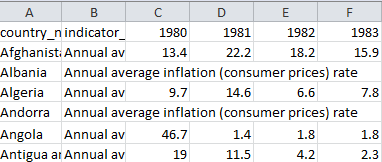 A B C D E F
country_n indicator_ 1980 1981 1982 1983
Afghanista Annual av 13.4 22.2 18.2 15.9
Albania Annual average inflation (consumer prices) rate
Algeria Annual av 9.7 14.6 6.6 7.8
Andorra Annual average inflation (consumer prices) rate
Angola Annual av 46.7 1.4 1.8 1.8
Antigua ar Annual av 19 11.5 4.2 2.3